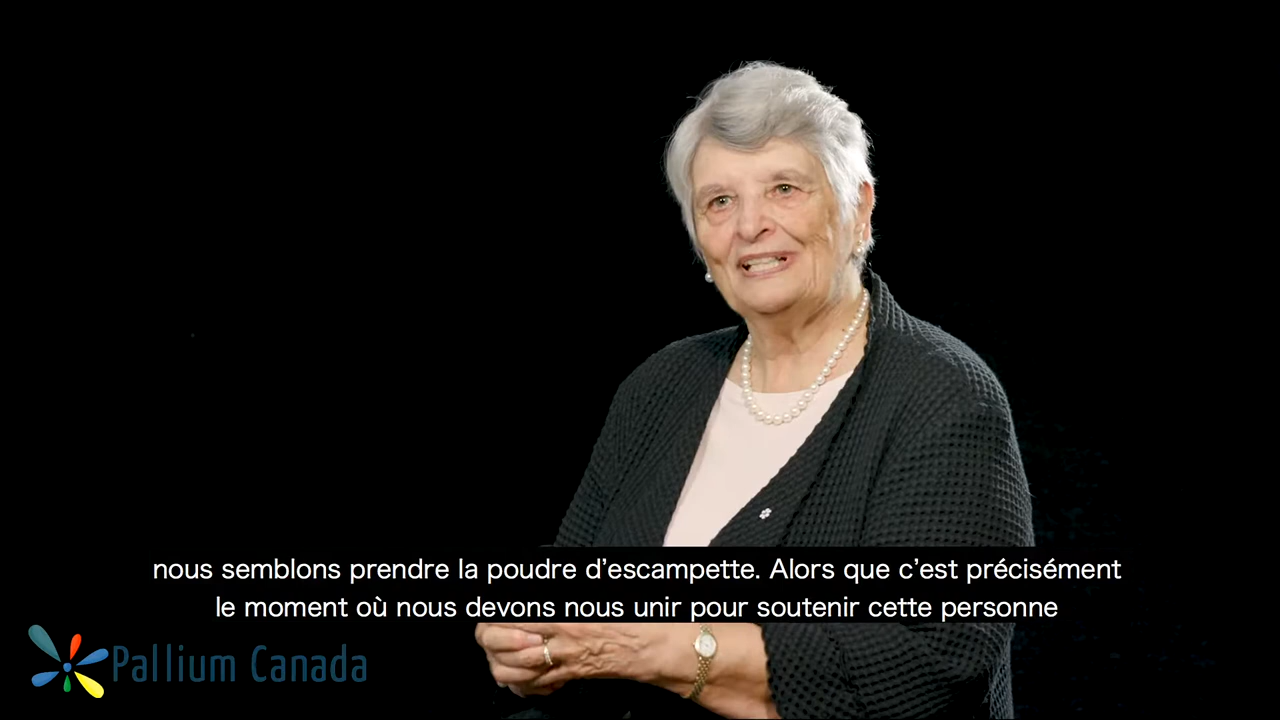 nous semblons prendre la poudre d’escampette. Alors que c’est précisément
le moment où nous devons nous unir pour soutenir cette personne
Pallium Canada